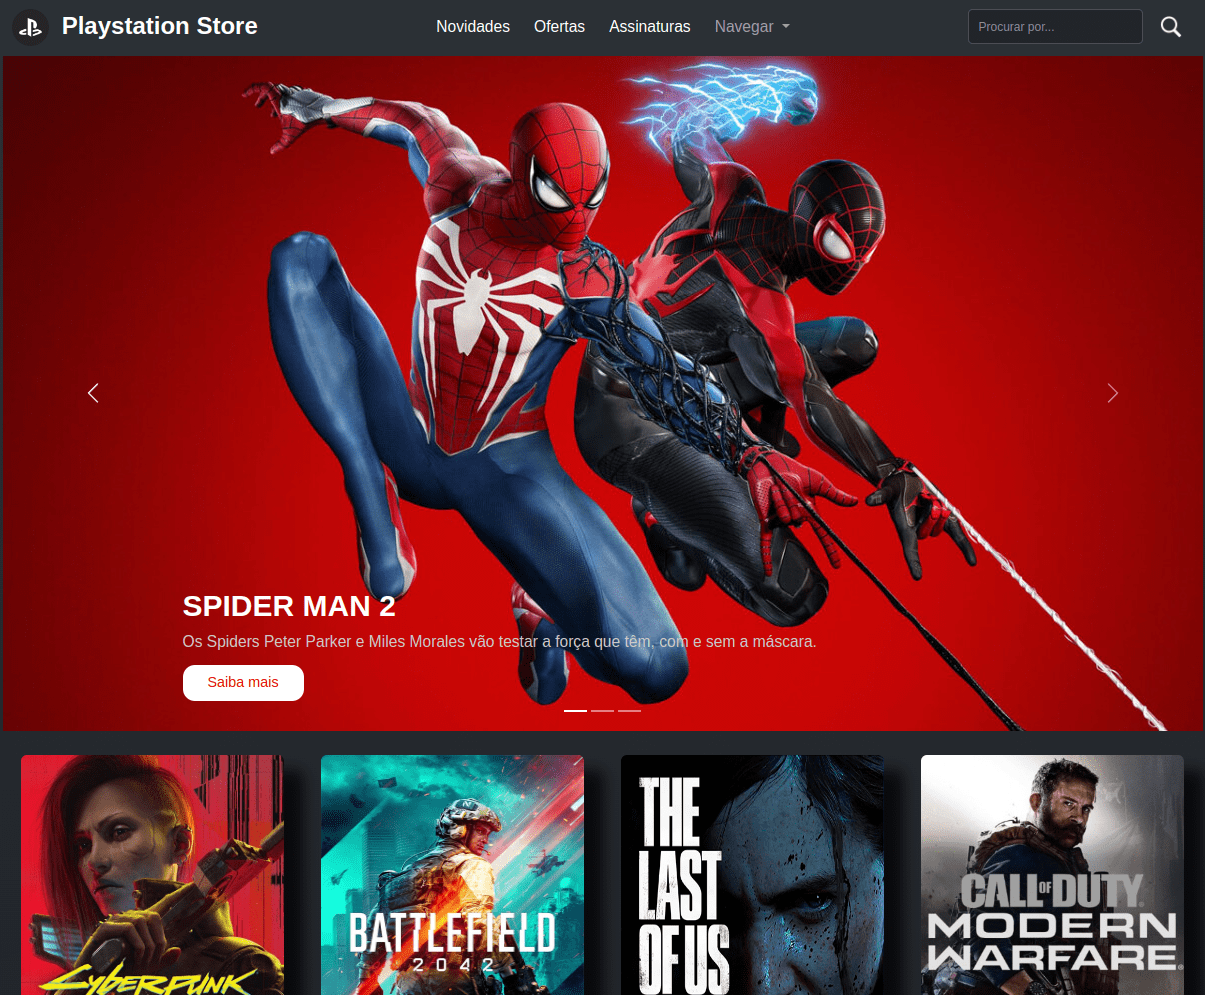 Playstation Store
Novidades
Ofertas
Assinaturas
Navegar
Procurar por...
SPIDER MAN 2
Os Spiders Peter Parker e Miles Morales vão testar a força que têm, com e sem a máscara.
Saiba mais
CYBERPUNK
BATTLEFIELD
2042
THE
LAST
OF US
CALL OF DUTY
MODERN
WARFARE